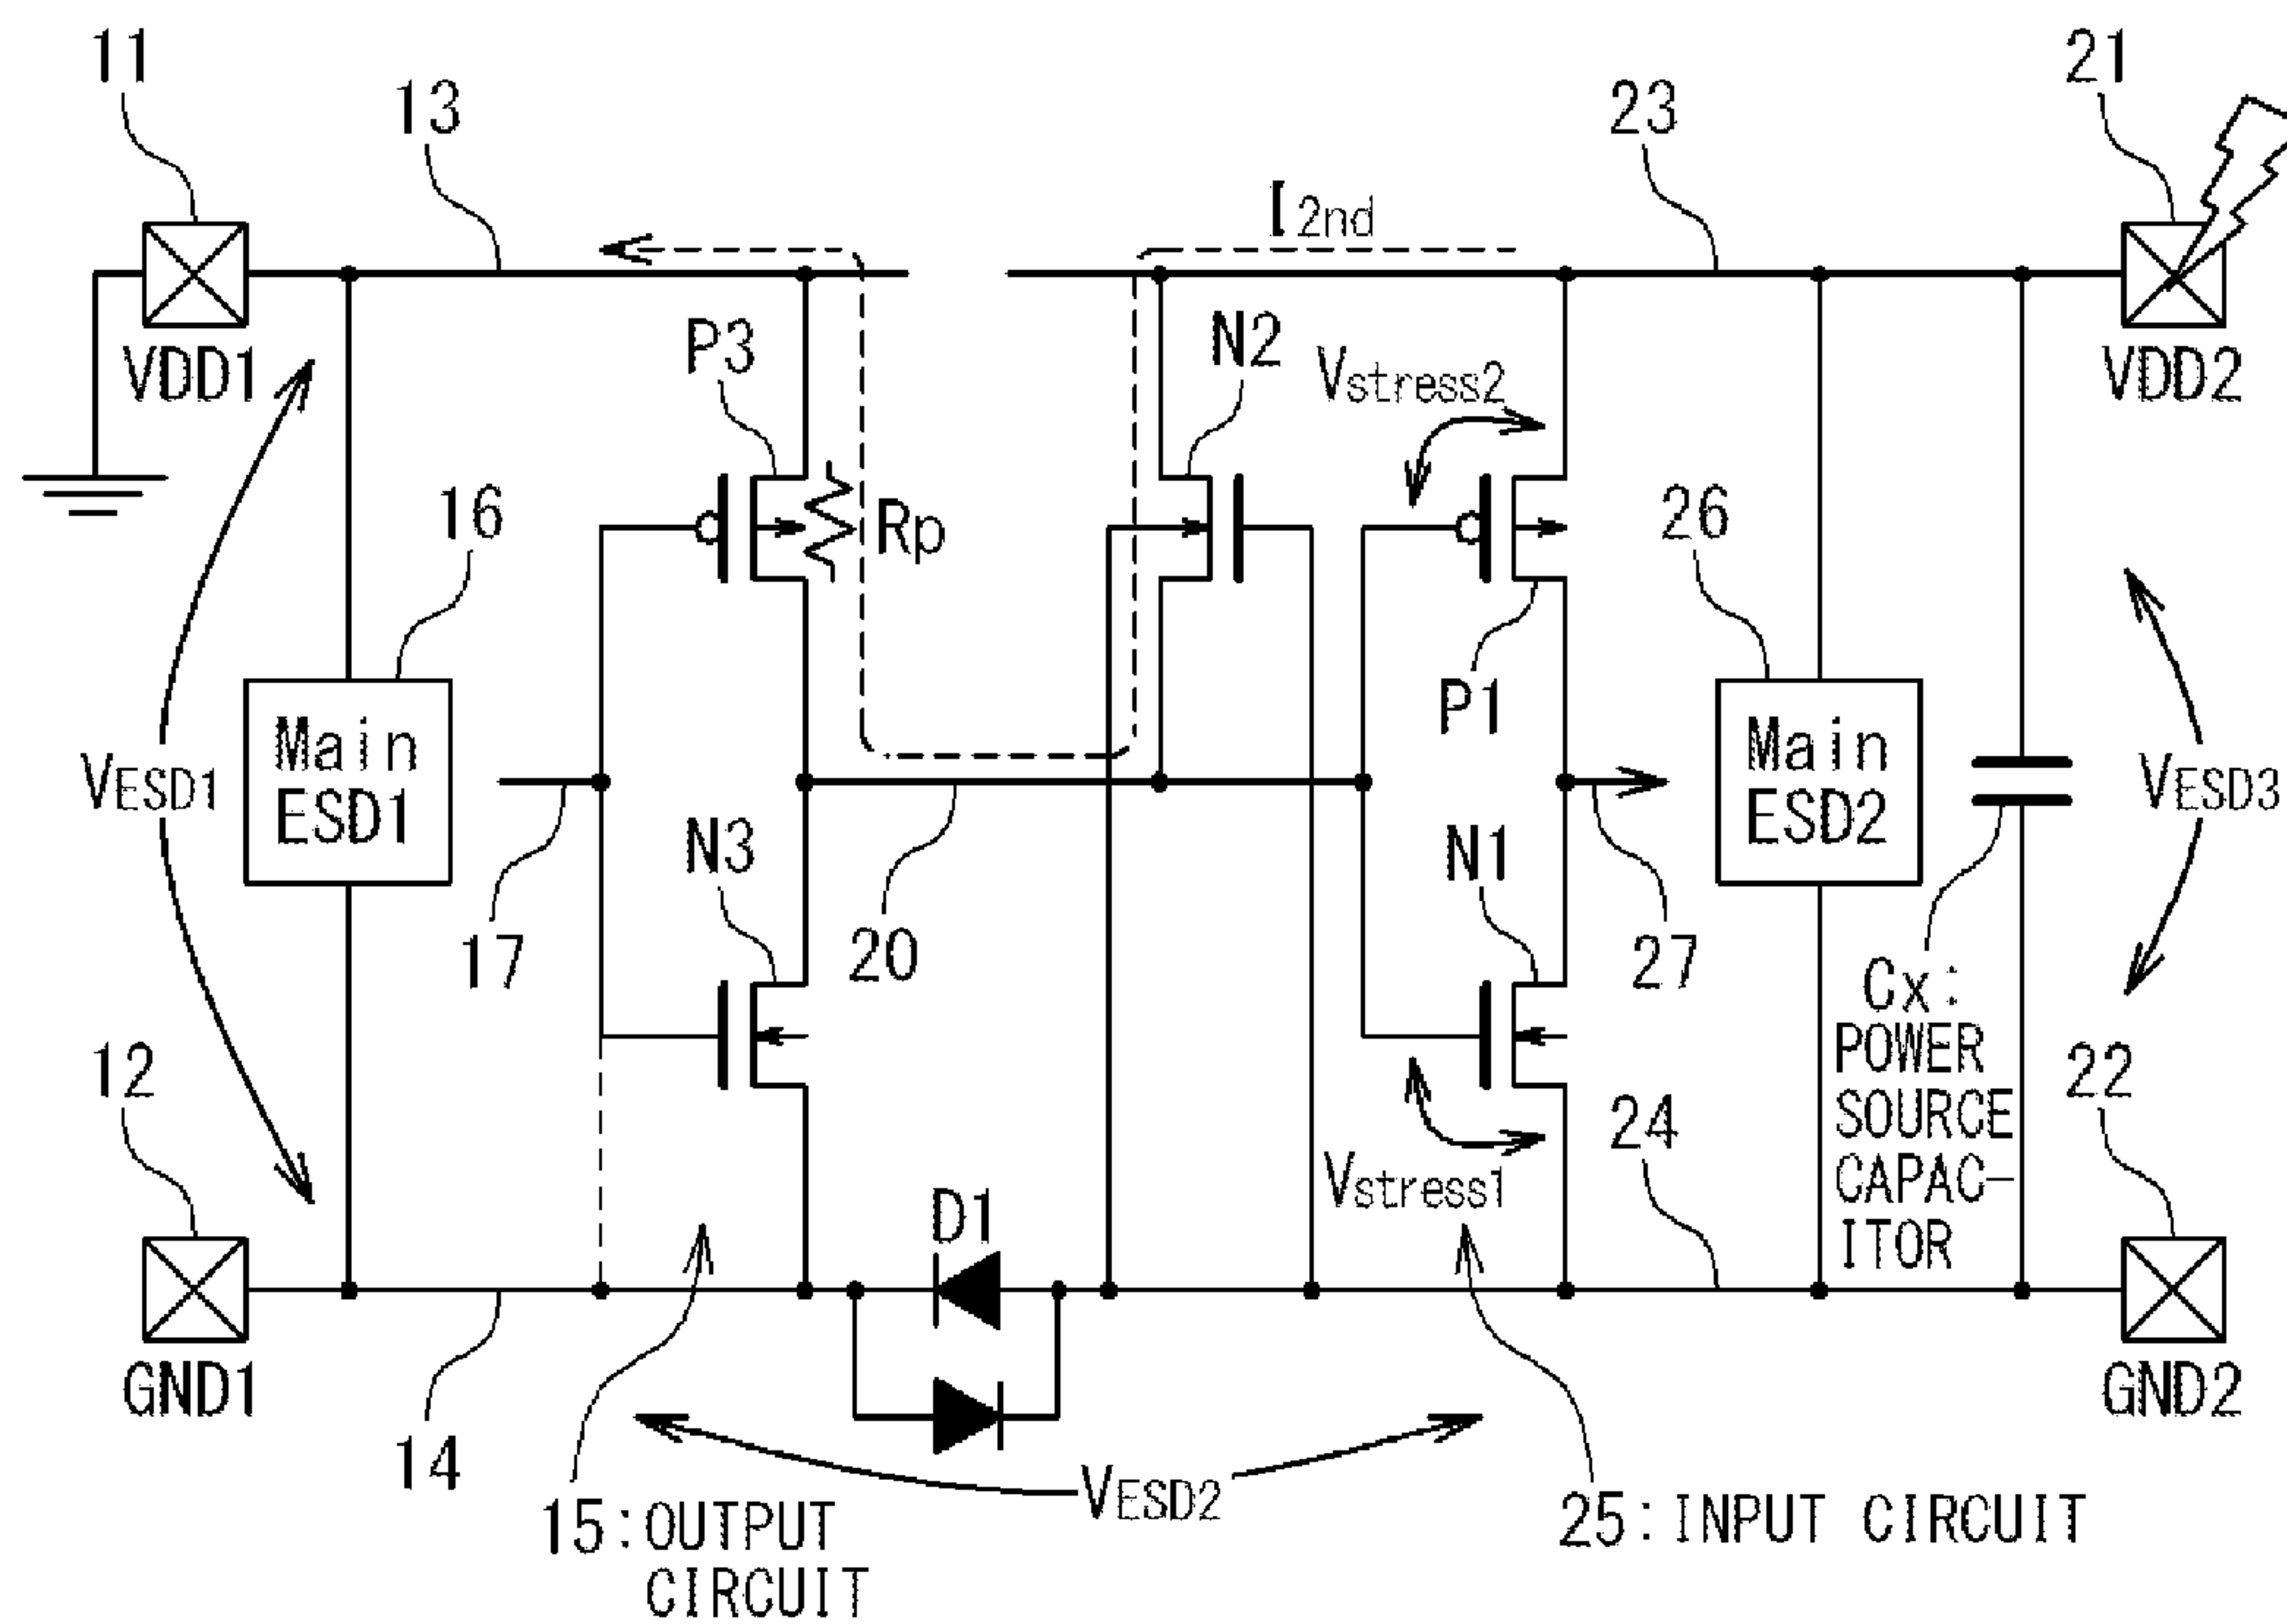 11
13
23
21
I2nd
VDD1
P3
N2
Vstress2
VDD2
16
Rp
26
P1
VESD1
Main
ESD1
Main
ESD2
VESD3
17
N3
20
N1
27
Cx:
POWER
SOURCE
CAPAC-
ITOR
12
D1
Vstress1
24
22
GND1
GND2
14
VESD2
15:OUTPUT
CIRCUIT
25:INPUT CIRCUIT